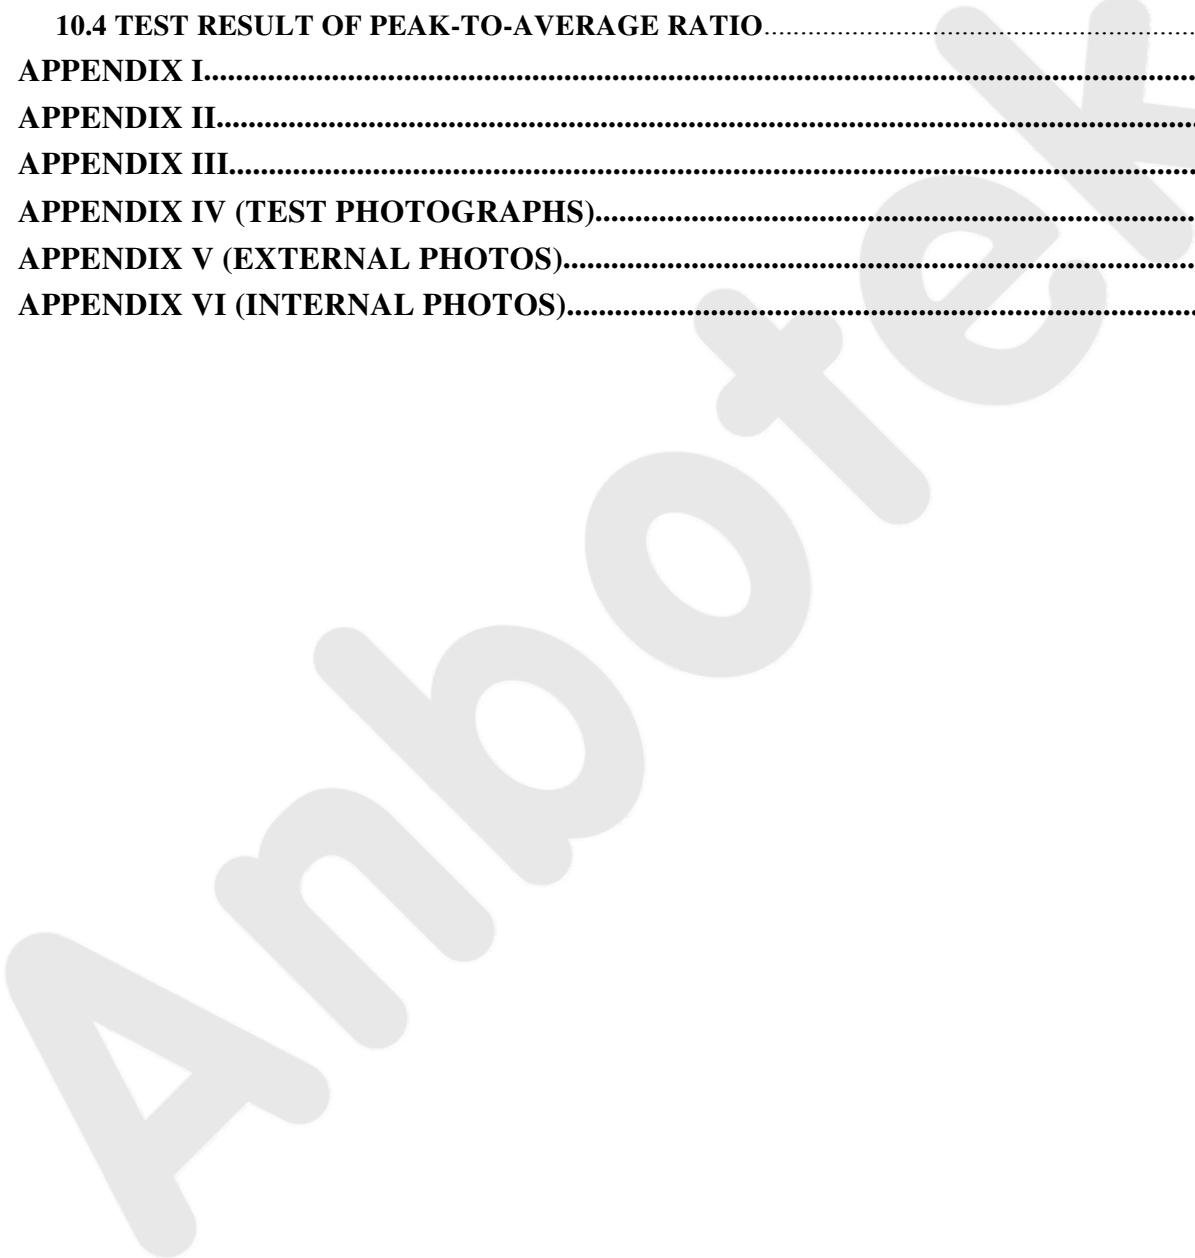 10.4 TEST RESULT OF PEAK-TO-AVERAGE RATIO........................................................
APPENDIX I................................................................................................................................
APPENDIX II..............................................................................................................................
APPENDIX III............................................................................................................................
APPENDIX IV (TEST PHOTOGRAPHS)............................................................................
APPENDIX V (EXTERNAL PHOTOS)................................................................................
APPENDIX VI (INTERNAL PHOTOS)...............................................................................
Anbotek